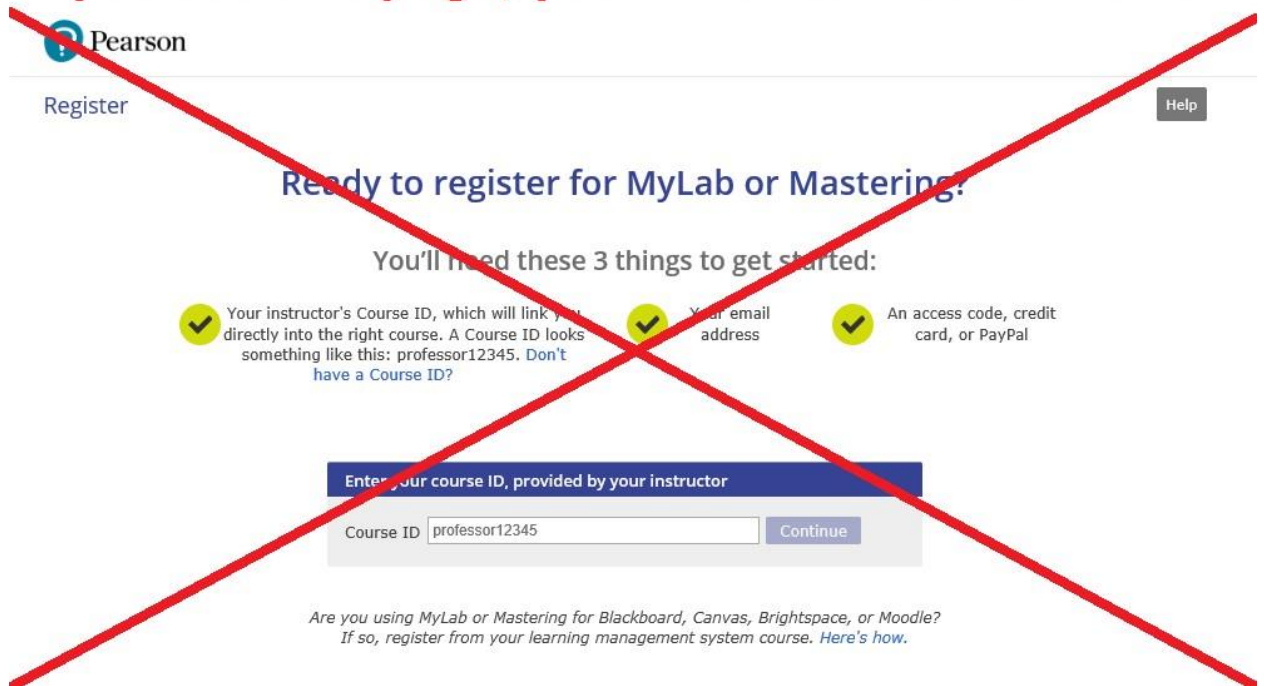 Pearson
Register
Help
Ready to register for MyLab or Mastering?
You'll need these 3 things to get started:
Your instructor's Course ID, which will link you
directly into the right course. A Course ID looks
something like this: professor12345. Don't
have a Course ID?
Your email
address
An access code, credit
card, or PayPal
Enter your course ID, provided by your instructor
Course ID professor12345 Continue
Are you using MyLab or Mastering for Blackboard, Canvas, Brightspace, or Moodle?
If so, register from your learning management system course. Here's how.